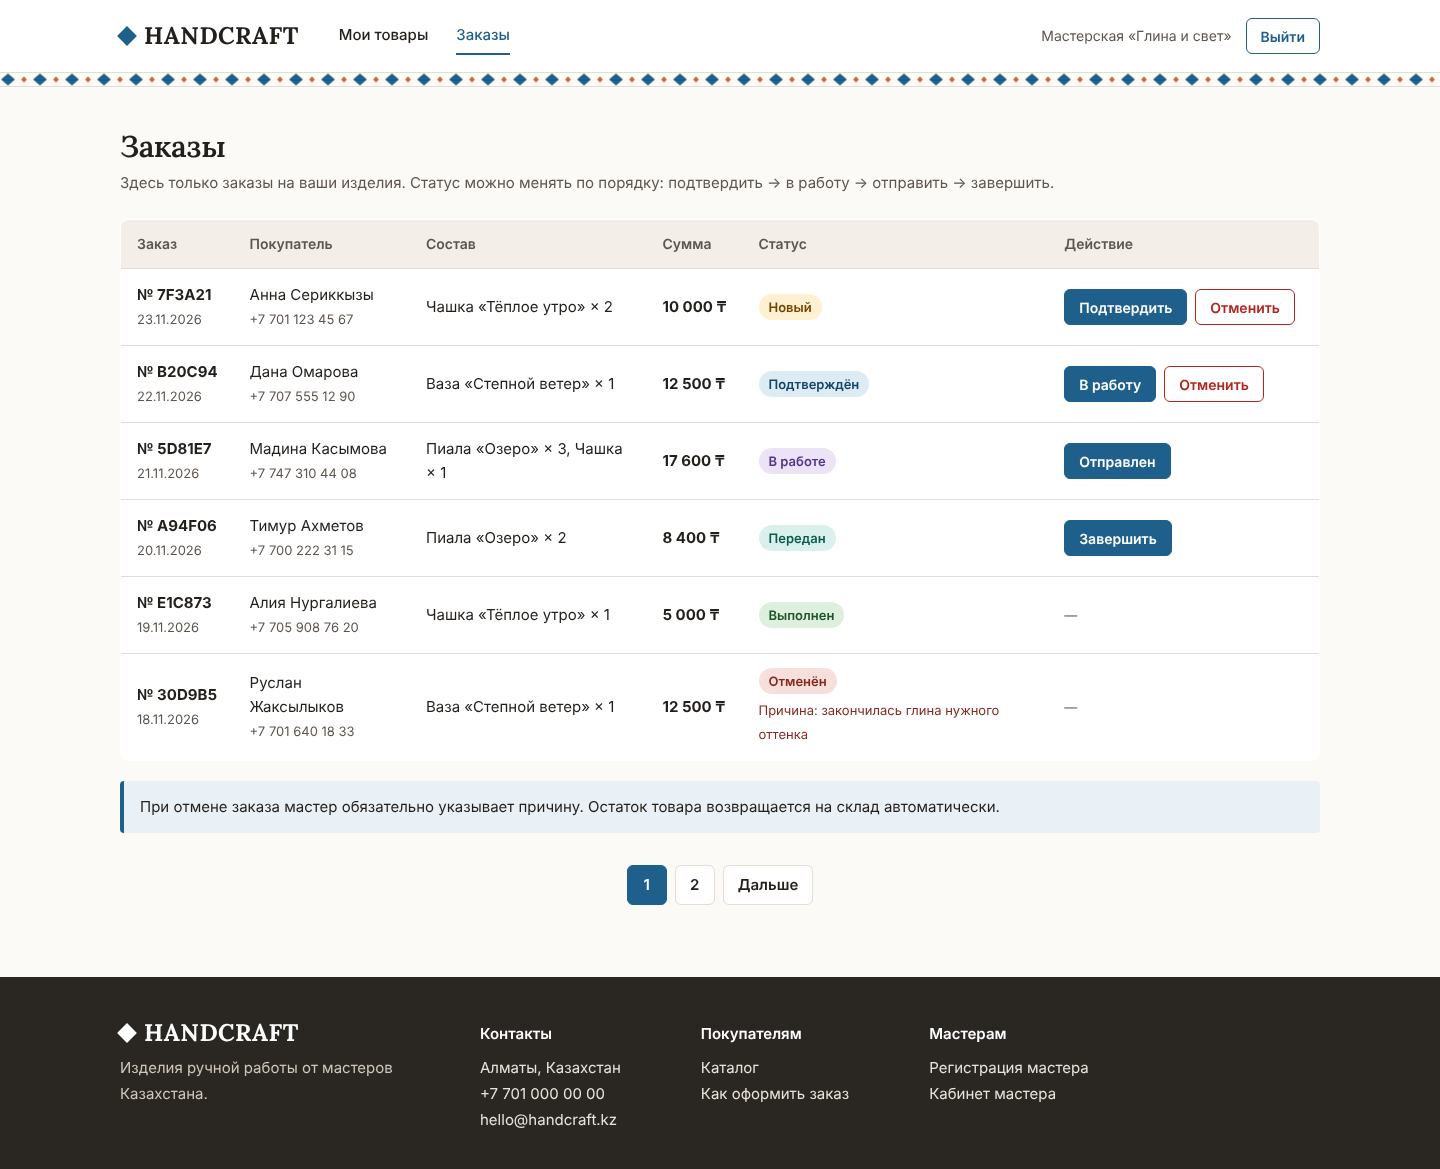 HANDCRAFT
Мои товары
Заказы
Мастерская «Глина и свет»
Выйти
Заказы
Здесь только заказы на ваши изделия. Статус можно менять по порядку: подтвердить → в работу → отправить → завершить.
Заказ Покупатель Состав Сумма Статус Действие
№ 7F3A21
23.11.2026
Анна Сериккызы
+7 701 123 45 67
Чашка «Тёплое утро» × 2
10 000 ₸
Новый
Подтвердить
Отменить
№ B20C94
22.11.2026
Дана Омарова
+7 707 555 12 90
Ваза «Степной ветер» × 1
12 500 ₸
Подтверждён
В работу
Отменить
№ 5D81E7
21.11.2026
Мадина Касымова
+7 747 310 44 08
Пиала «Озеро» × 3, Чашка
× 1
17 600 ₸
В работе
Отправлен
№ A94F06
20.11.2026
Тимур Ахметов
+7 700 222 31 15
Пиала «Озеро» × 2
8 400 ₸
Передан
Завершить
№ E1C873
19.11.2026
Алия Нургалиева
+7 705 908 76 20
Чашка «Тёплое утро» × 1
5 000 ₸
Выполнен
—
№ 30D9B5
18.11.2026
Руслан
Жаксылыков
+7 701 640 18 33
Ваза «Степной ветер» × 1
12 500 ₸
Отменён
Причина: закончилась глина нужного
оттенка
—
При отмене заказа мастер обязательно указывает причину. Остаток товара возвращается на склад автоматически.
1
2
Дальше
HANDCRAFT
Изделия ручной работы от мастеров
Казахстана.
Контакты
Алматы, Казахстан
+7 701 000 00 00
hello@handcraft.kz
Покупателям
Каталог
Как оформить заказ
Мастерам
Регистрация мастера
Кабинет мастера